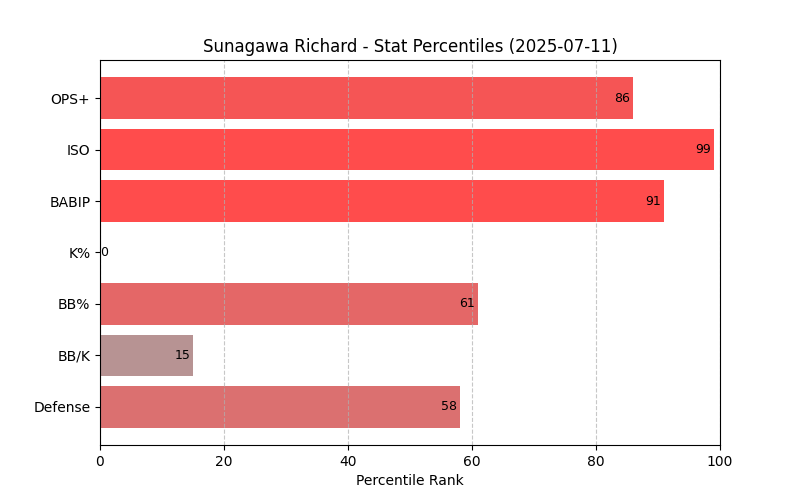 Sunagawa Richard - Stat Percentiles (2025-07-11)
OPS+ 86
ISO 99
BABIP 91
K% 0
BB% 61
BB/K 15
Defense 58
0 20 40 60 80 100
Percentile Rank